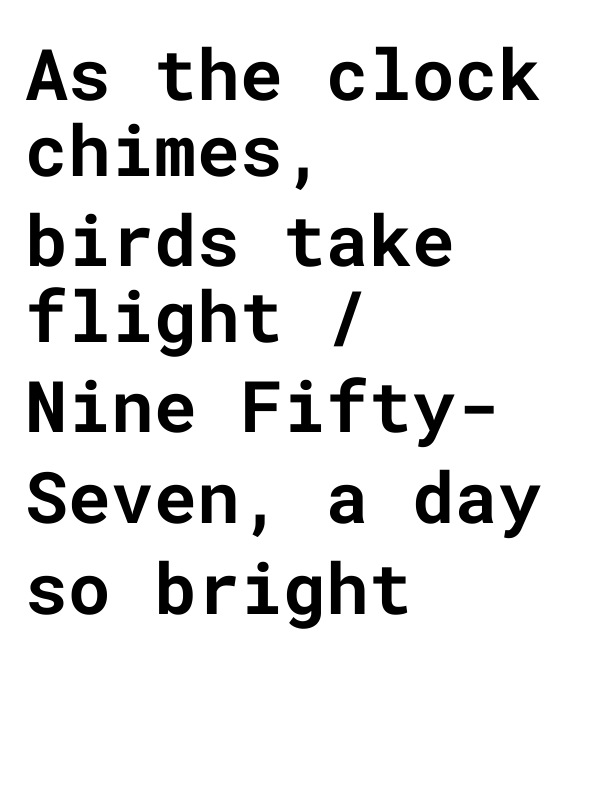 As the clock
chimes,
birds take
flight /
Nine Fifty-
Seven, a day
so bright